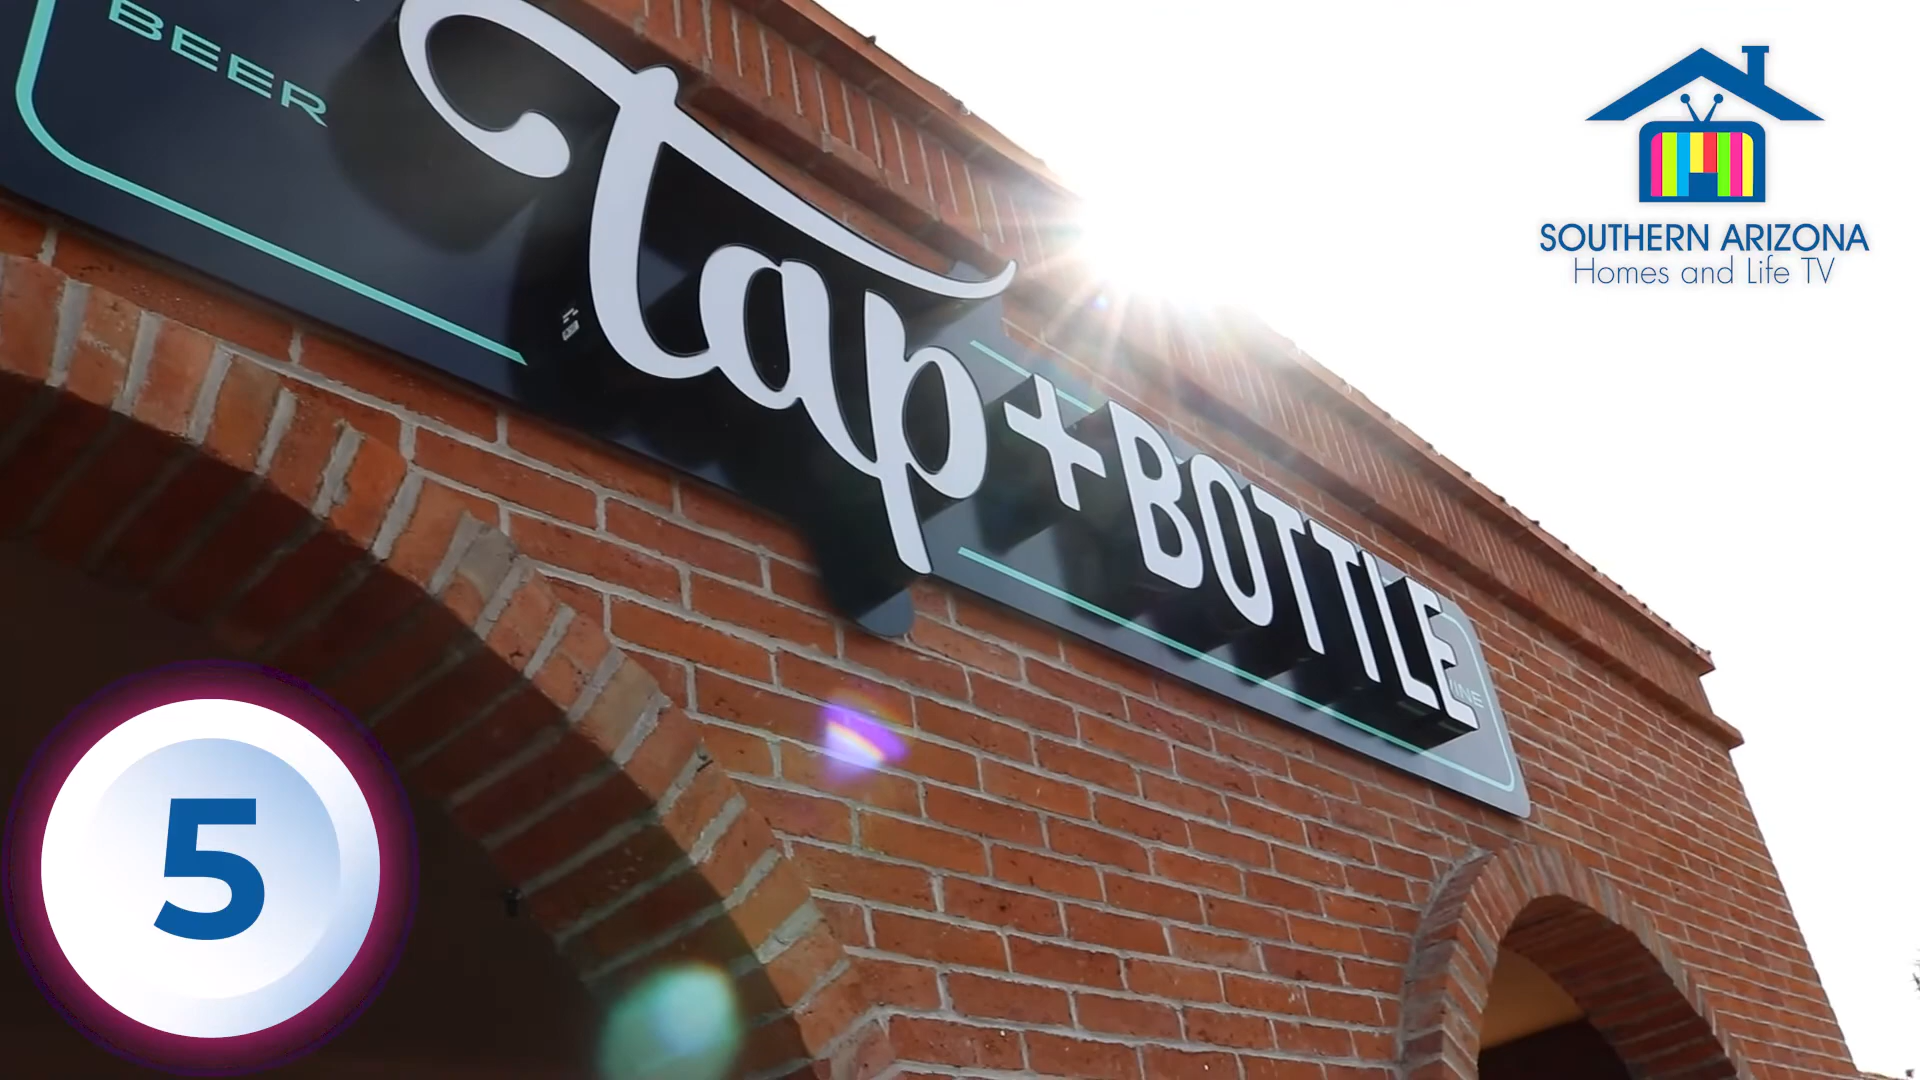 BEER
Tap + BOTTLE
SOUTHERN ARIZONA
Homes and Life TV
5